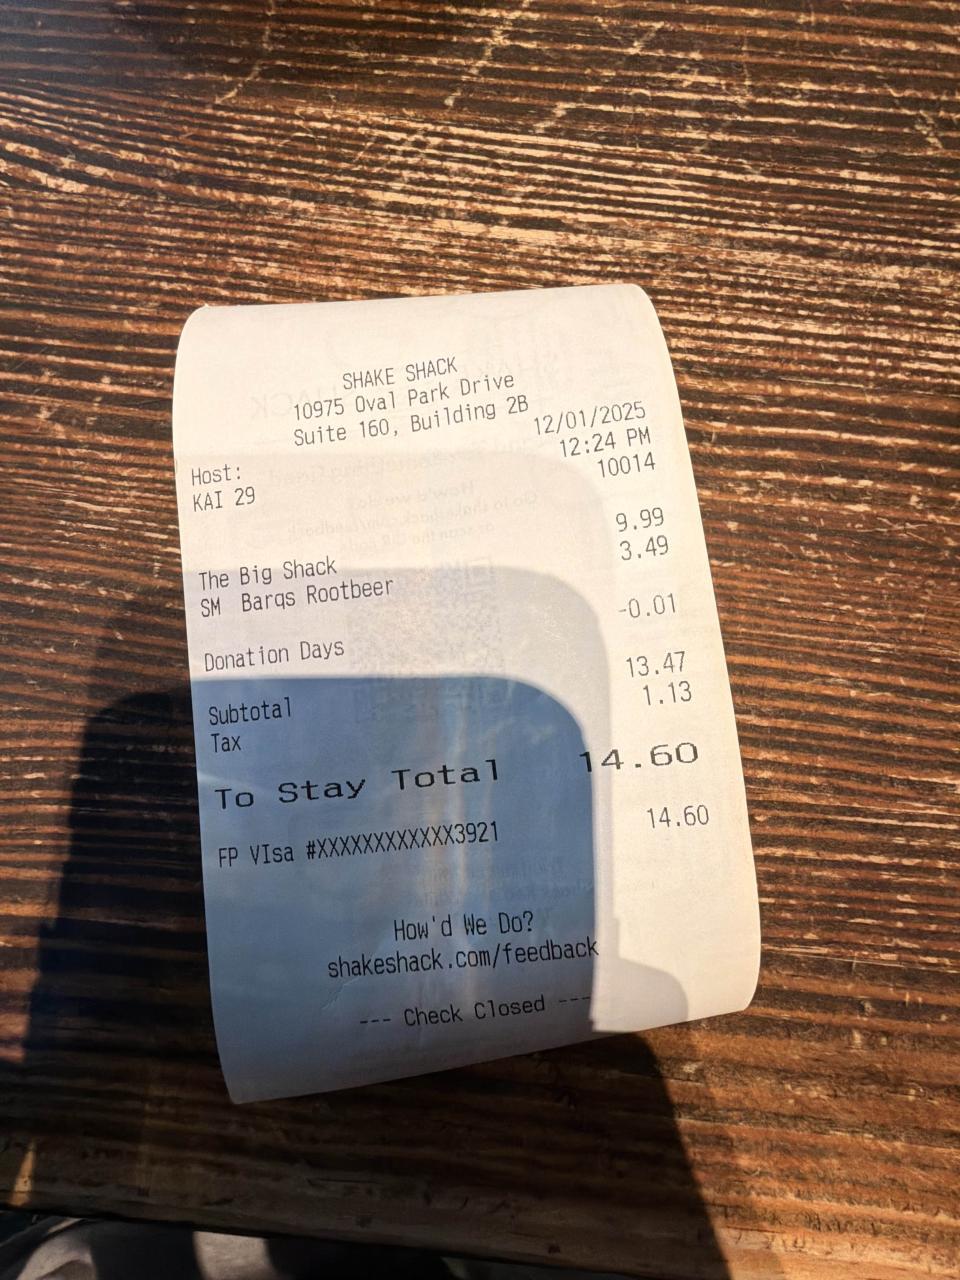 SHAKE SHACK
10975 Oval Park Drive
Suite 160, Building 2B
12/01/2025
Host: 12:24 PM
KAI 29 10014
The Big Shack 9.99
SM Barqs Rootbeer 3.49
Donation Days -0.01
Subtotal 13.47
Tax 1.13
To Stay Total 14.60
FP VIsa #XXXXXXXXXXXX3921 14.60
How'd We Do?
shakeshack.com/feedback
--- Check Closed ---